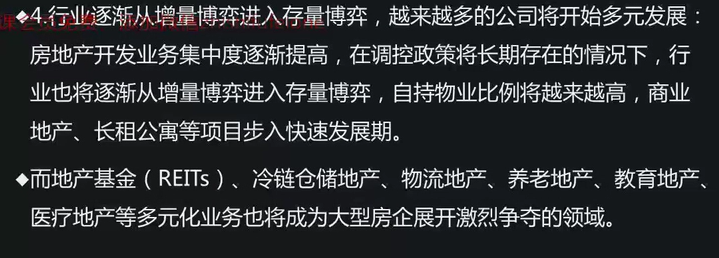 ◆4.行业逐渐从增量博弈进入存量博弈，越来越多的公司将开始多元发展：
房地产开发业务集中度逐渐提高，在调控政策将长期存在的情况下，行
业也将逐渐从增量博弈进入存量博弈，自持物业比例将越来越高，商业
地产、长租公寓等项目步入快速发展期。
◆而地产基金（REITs）、冷链仓储地产、物流地产、养老地产、教育地产、
医疗地产等多元化业务也将成为大型房企展开激烈争夺的领域。